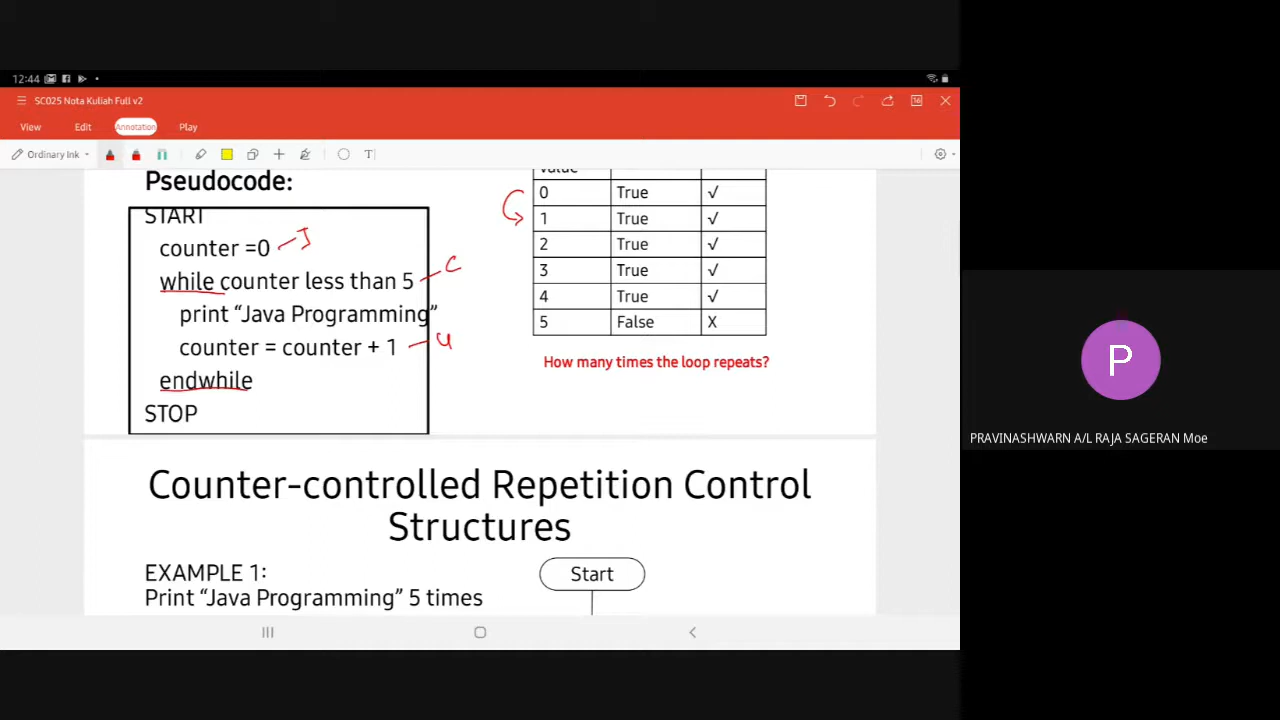 12:44
SC025 Nota Kuliah Full v2
16
View Edit Annotation Play
Ordinary Ink T
Pseudocode:
START
counter =0 I
while counter less than 5 C
print “Java Programming”
counter = counter + 1 U
endwhile
STOP
value
0 True √
1 True √
2 True √
3 True √
4 True √
5 False X
How many times the loop repeats?
Counter-controlled Repetition Control
Structures
EXAMPLE 1:
Print “Java Programming” 5 times
Start
P
PRAVINASHWARN A/L RAJA SAGERAN Moe